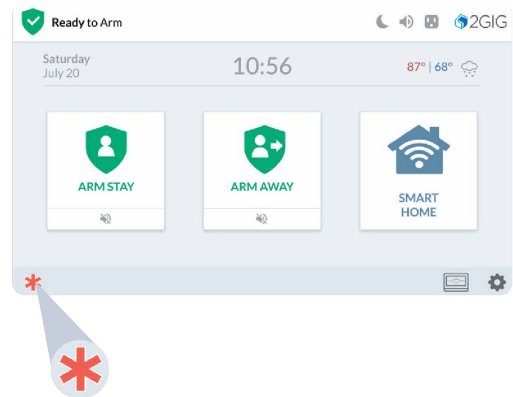 Ready to Arm
2GIG
Saturday
July 20
10:56
87° | 68°
ARM STAY
ARM AWAY
SMART
HOME